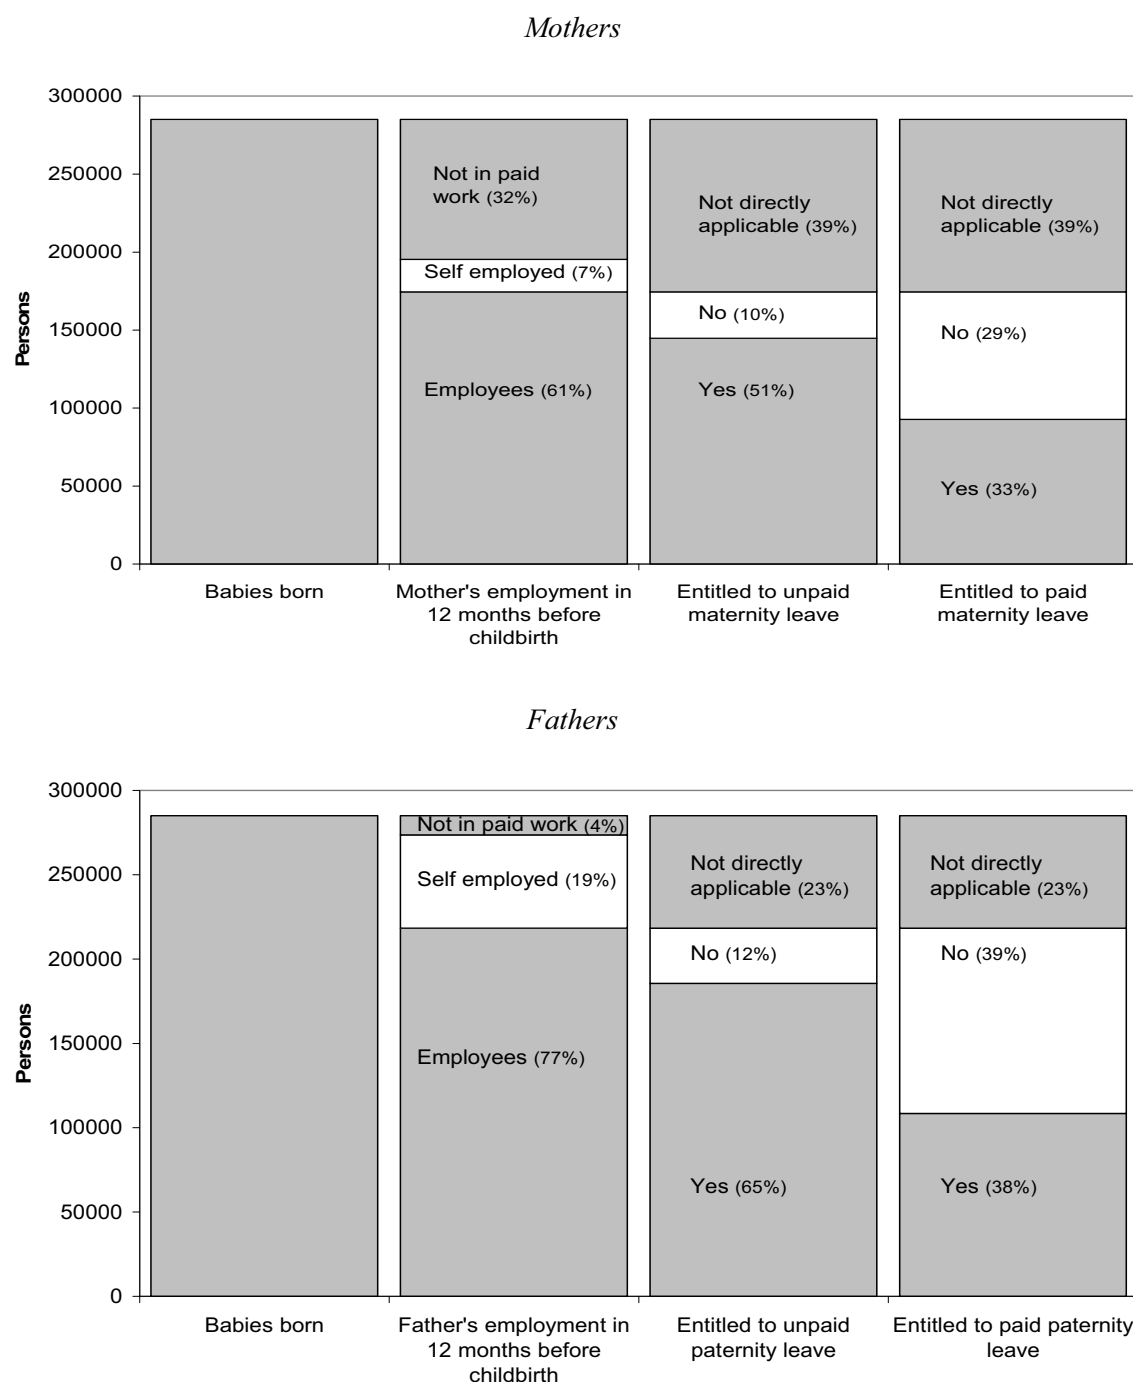 Mothers
300000
250000
200000
150000
100000
50000
0
Persons
Not in paid
work (32%)
Self employed (7%)
Employees (61%)
Not directly
applicable (39%)
No (10%)
Yes (51%)
Not directly
applicable (39%)
No (29%)
Yes (33%)
Babies born
Mother's employment in
12 months before
childbirth
Entitled to unpaid
maternity leave
Entitled to paid
maternity leave
Fathers
300000
250000
200000
150000
100000
50000
0
Persons
Not in paid work (4%)
Self employed (19%)
Employees (77%)
Not directly
applicable (23%)
No (12%)
Yes (65%)
Not directly
applicable (23%)
No (39%)
Yes (38%)
Babies born
Father's employment in
12 months before
childbirth
Entitled to unpaid
paternity leave
Entitled to paid paternity
leave